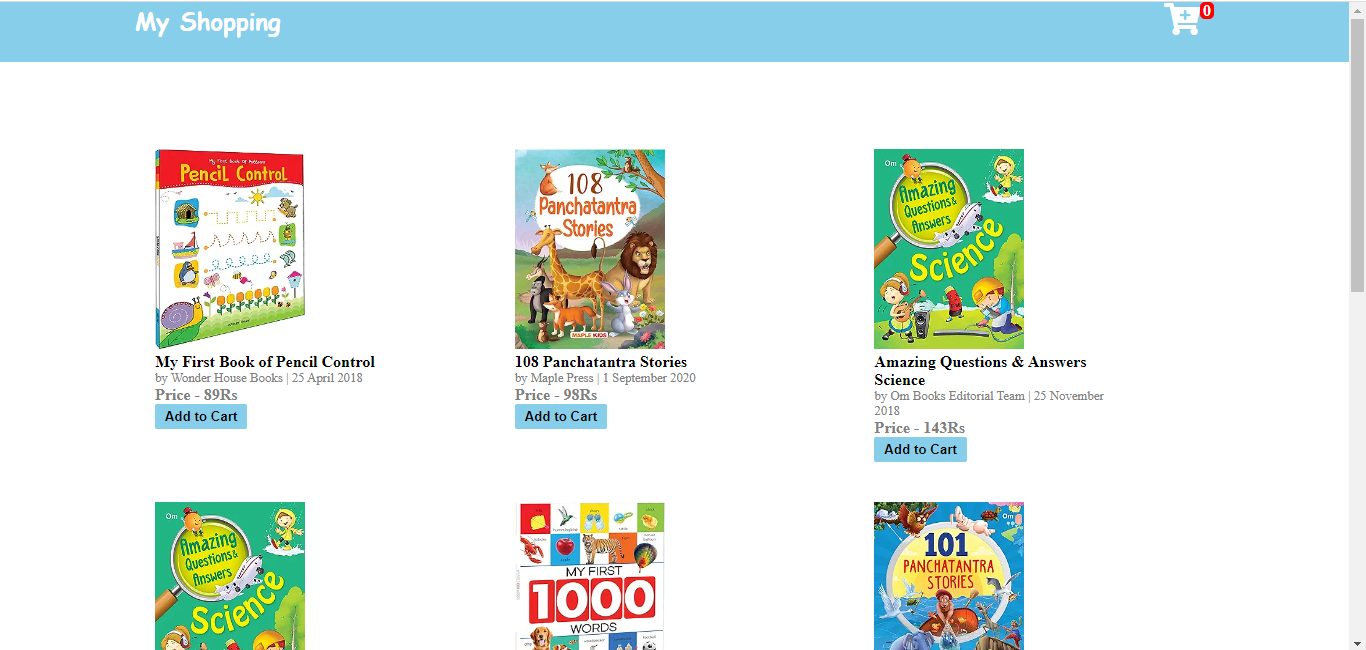 My Shopping
0
My First Book of Patterns
Pencil Control
108
Panchatantra
Stories
MAPLE KIDS
Om
Amazing
Questions &
Answers
Science
My First Book of Pencil Control
by Wonder House Books | 25 April 2018
Price - 89Rs
Add to Cart
108 Panchatantra Stories
by Maple Press | 1 September 2020
Price - 98Rs
Add to Cart
Amazing Questions & Answers
Science
by Om Books Editorial Team | 25 November
2018
Price - 143Rs
Add to Cart
Om
Amazing
Questions &
Answers
Science
MY FIRST
1000
WORDS
Om
101
PANCHATANTRA
STORIES